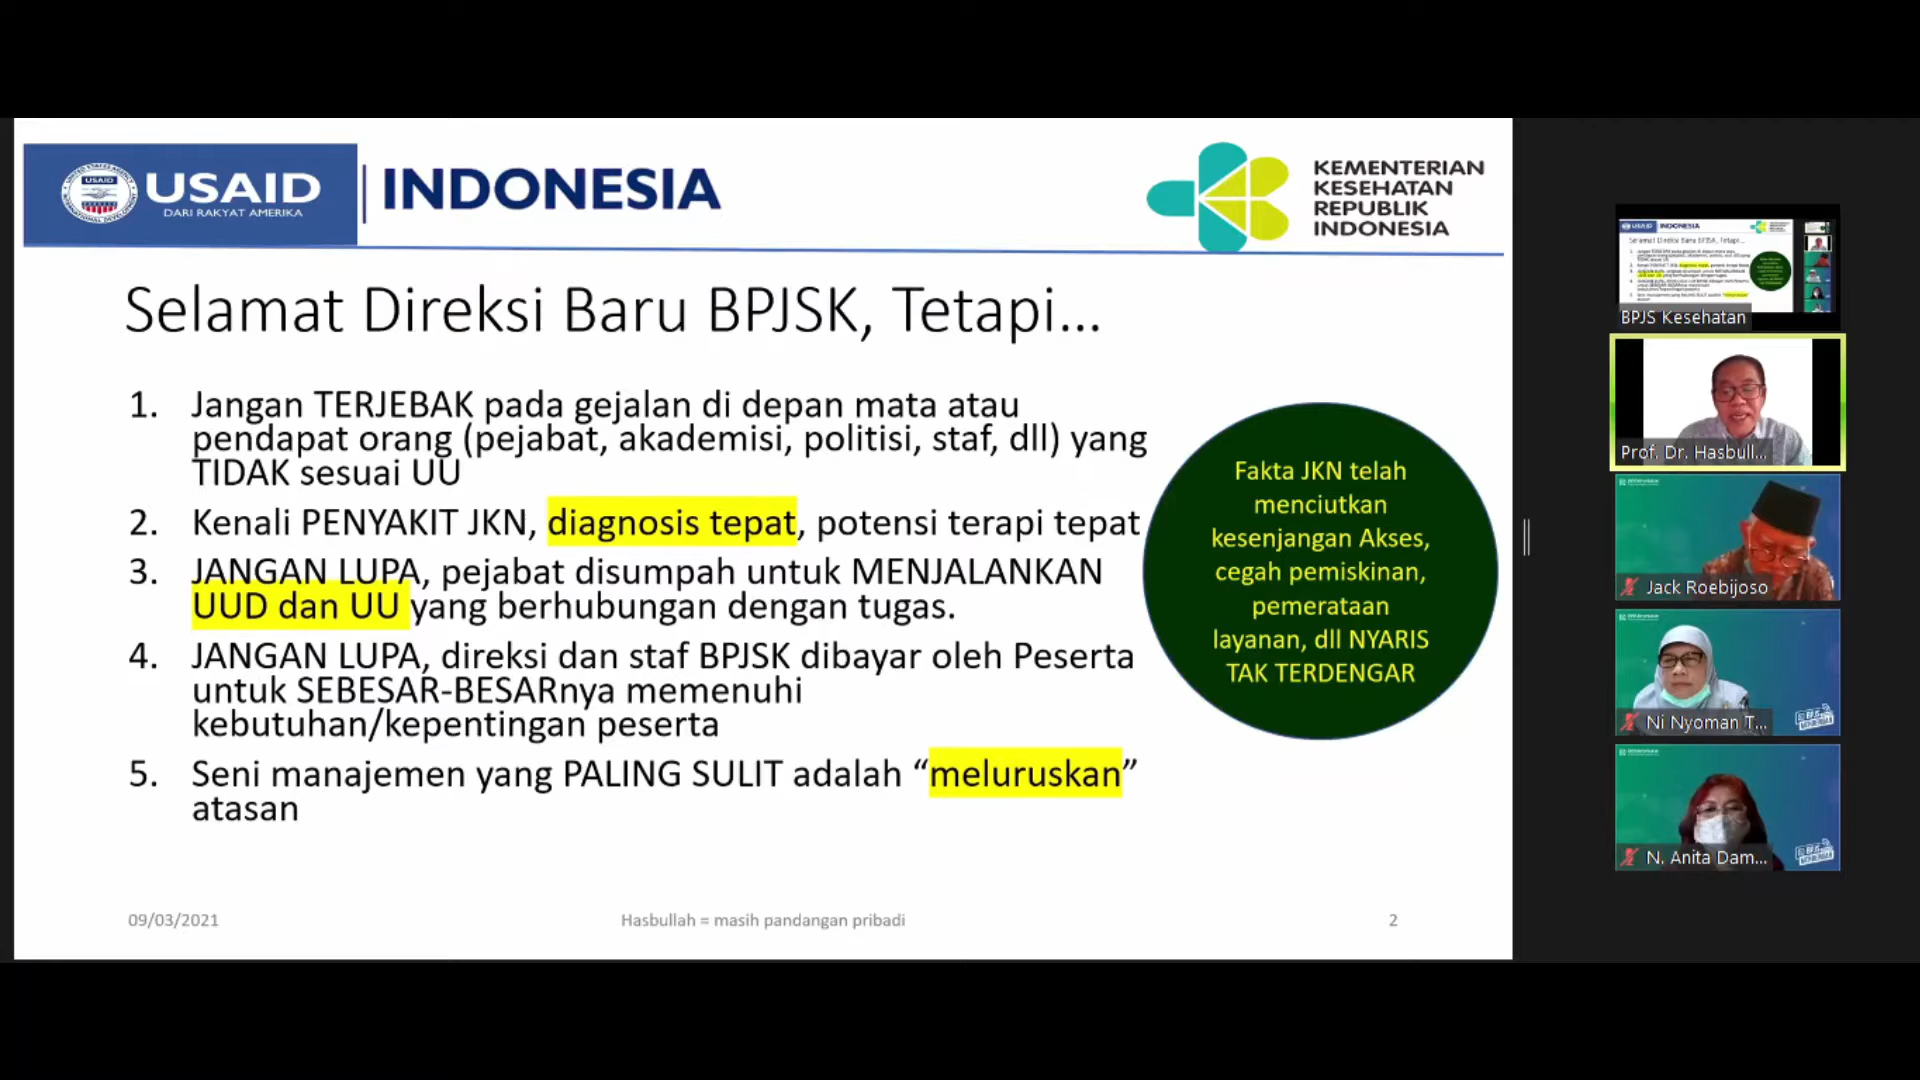 USAID
DARI RAKYAT AMERIKA
INDONESIA
KEMENTERIAN
KESEHATAN
REPUBLIK
INDONESIA
Selamat Direksi Baru BPJSK, Tetapi...
1. Jangan TERJEBAK pada gejalan di depan mata atau
pendapat orang (pejabat, akademisi, politisi, staf, dll) yang
TIDAK sesuai UU
2. Kenali PENYAKIT JKN, diagnosis tepat, potensi terapi tepat
3. JANGAN LUPA, pejabat disumpah untuk MENJALANKAN
UUD dan UU yang berhubungan dengan tugas.
4. JANGAN LUPA, direksi dan staf BPJSK dibayar oleh Peserta
untuk SEBESAR-BESARnya memenuhi
kebutuhan/kepentingan peserta
5. Seni manajemen yang PALING SULIT adalah “meluruskan”
atasan
Fakta JKN telah
menciutkan
kesenjangan Akses,
cegah pemiskinan,
pemerataan
layanan, dll NYARIS
TAK TERDENGAR
09/03/2021
Hasbullah = masih pandangan pribadi
2
BPJS Kesehatan
Prof. Dr. Hasbull...
Jack Roebijoso
Ni Nyoman T...
N. Anita Dam...